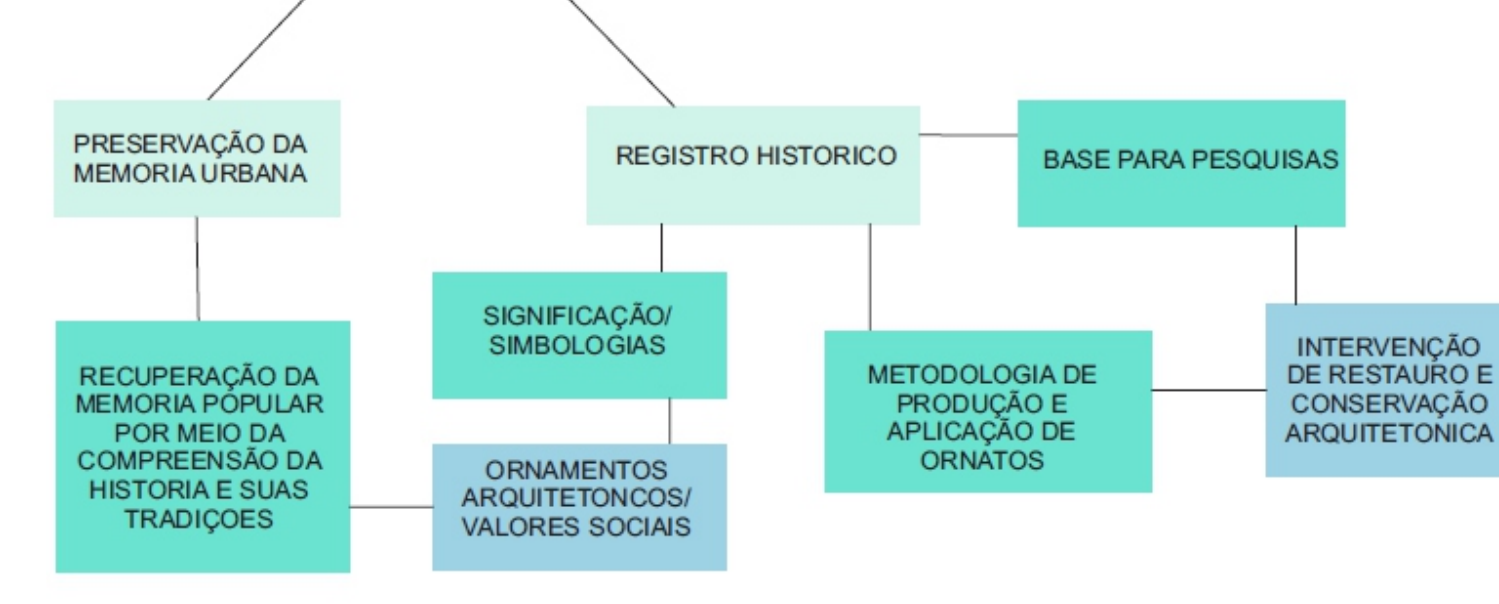 PRESERVAÇÃO DA
MEMORIA URBANA
REGISTRO HISTORICO
BASE PARA PESQUISAS
SIGNIFICAÇÃO/
SIMBOLOGIAS
RECUPERAÇÃO DA
MEMORIA POPULAR
POR MEIO DA
COMPREENSÃO DA
HISTORIA E SUAS
TRADIÇOES
METODOLOGIA DE
PRODUÇÃO E
APLICAÇÃO DE
ORNATOS
INTERVENÇÃO
DE RESTAURO E
CONSERVAÇÃO
ARQUITETONICA
ORNAMENTOS
ARQUITETONCOS/
VALORES SOCIAIS